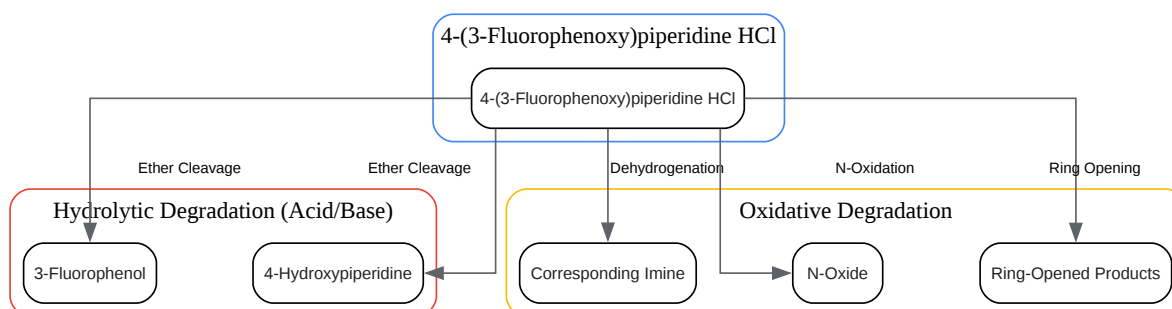 4-(3-Fluorophenoxy)piperidine HCl
4-(3-Fluorophenoxy)piperidine HCl
Ether Cleavage
Ether Cleavage
Dehydrogenation
N-Oxidation
Ring Opening
Hydrolytic Degradation (Acid/Base)
Oxidative Degradation
3-Fluorophenol
4-Hydroxypiperidine
Corresponding Imine
N-Oxide
Ring-Opened Products